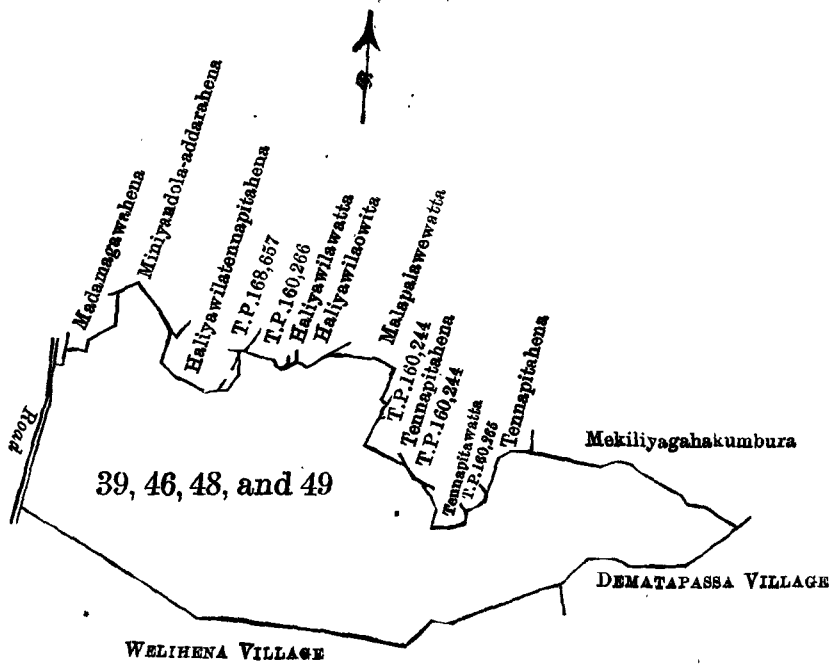 Madamagawahena
Miniyandola-addarahena
Haliyawilatennapitahena
T.P.168,657
T.P.160,266
Haliyawilawatta
Haliyawilaowita
Malapalawewatta
T.P.160,244
Tennapitahena
T.P.160,244
Tennapitawatta
T.P.160,265
Tennapitahena
Mekiliyagahakumbura
Road
39, 46, 48, and 49
DEMATAPASSA VILLAGE
WELIHENA VILLAGE